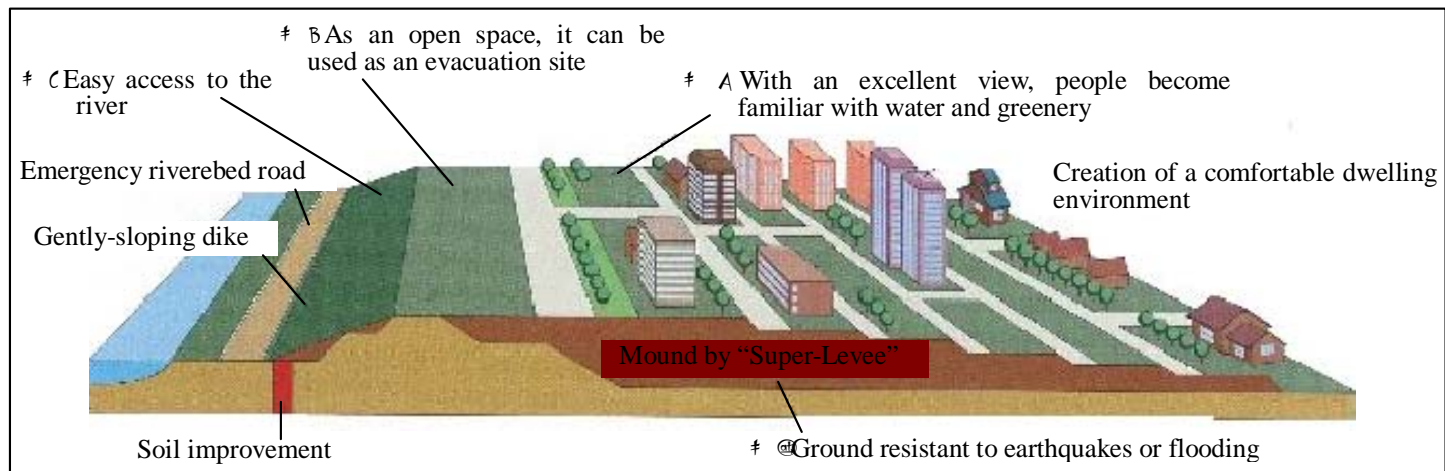 ‡ B As an open space, it can be
used as an evacuation site
‡ C Easy access to the
river
‡ A With an excellent view, people become
familiar with water and greenery
Emergency riverebed road
Creation of a comfortable dwelling
environment
Gently-sloping dike
Mound by “Super-Levee”
Soil improvement
‡ @ Ground resistant to earthquakes or flooding